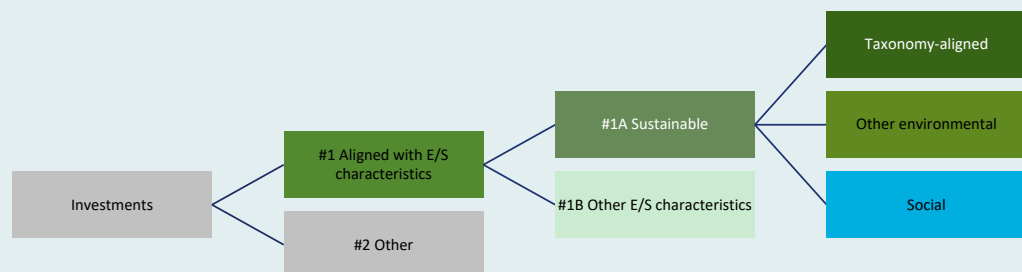 Investments
#1 Aligned with E/S
characteristics
#2 Other
#1A Sustainable
#1B Other E/S characteristics
Taxonomy-aligned
Other environmental
Social